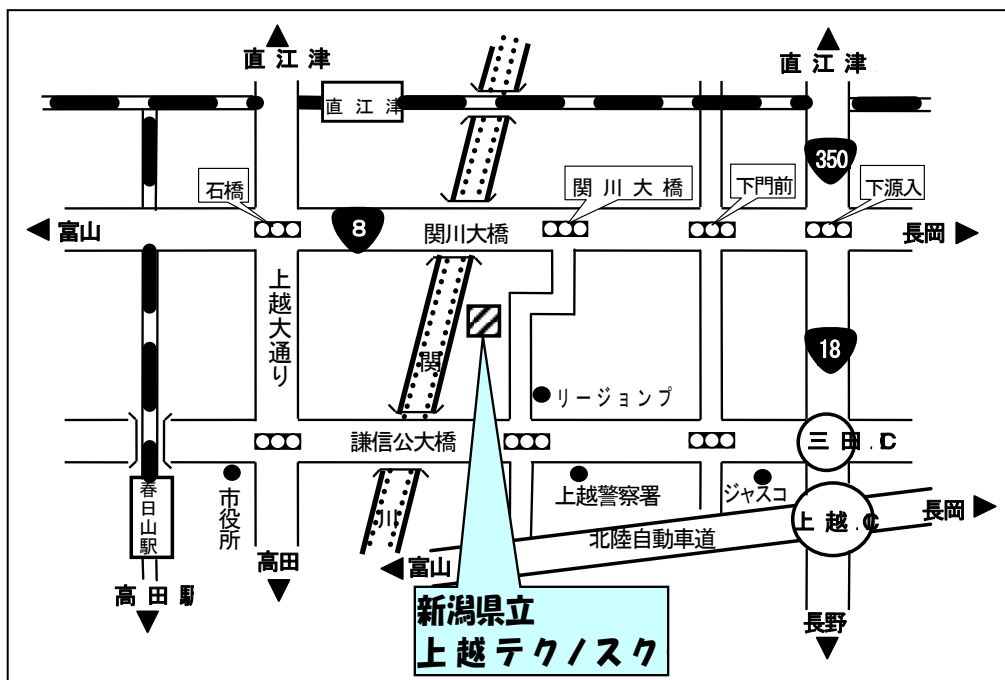 直江津
直江津
直江津
350
石橋
関川大橋
下門前
下源入
富山
8
関川大橋
長岡
上越大通り
関
18
リージョンプ
謙信公大橋
三田.C
春日山駅
市役所
川
上越警察署
ジャスコ
上越.C
長岡
北陸自動車道
高田
富山
高田駅
新潟県立
上越テクノスク
長野